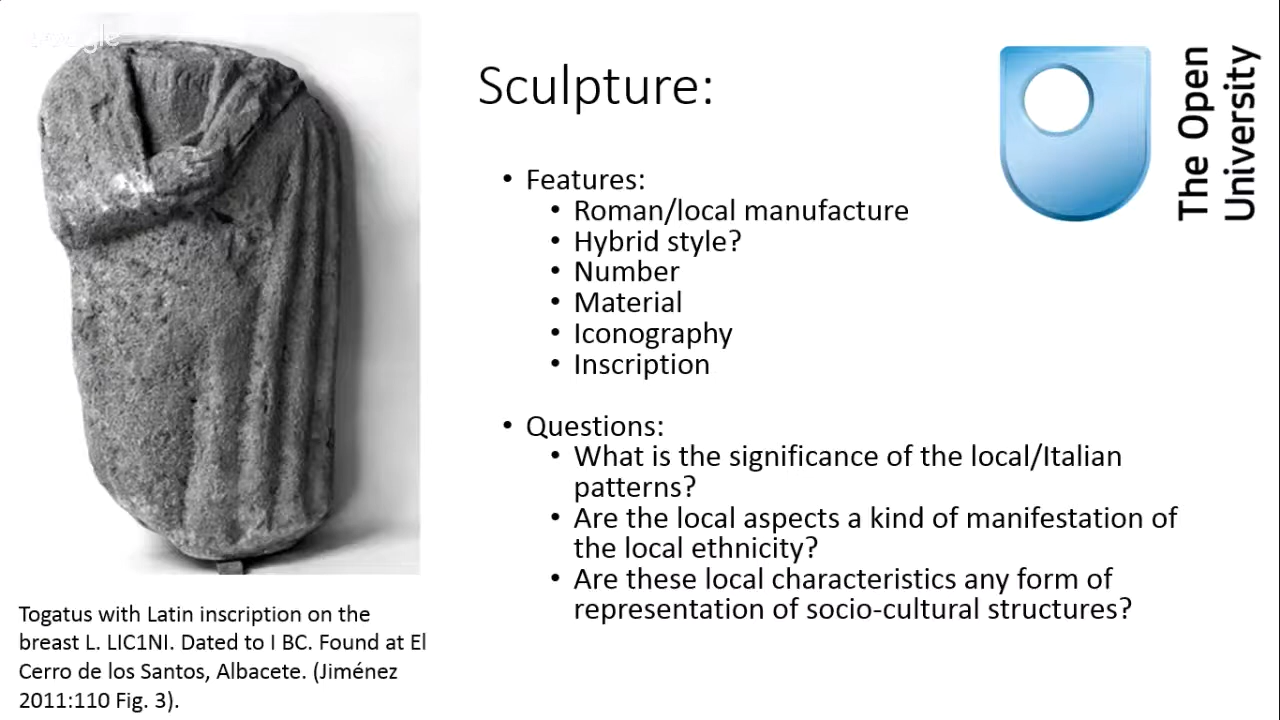 Sculpture:
• Features:
• Roman/local manufacture
• Hybrid style?
• Number
• Material
• Iconography
• Inscription
• Questions:
• What is the significance of the local/Italian
patterns?
• Are the local aspects a kind of manifestation of
the local ethnicity?
• Are these local characteristics any form of
representation of socio-cultural structures?
Togatus with Latin inscription on the
breast L. LIC1NI. Dated to I BC. Found at El
Cerro de los Santos, Albacete. (Jiménez
2011:110 Fig. 3).
The Open
University